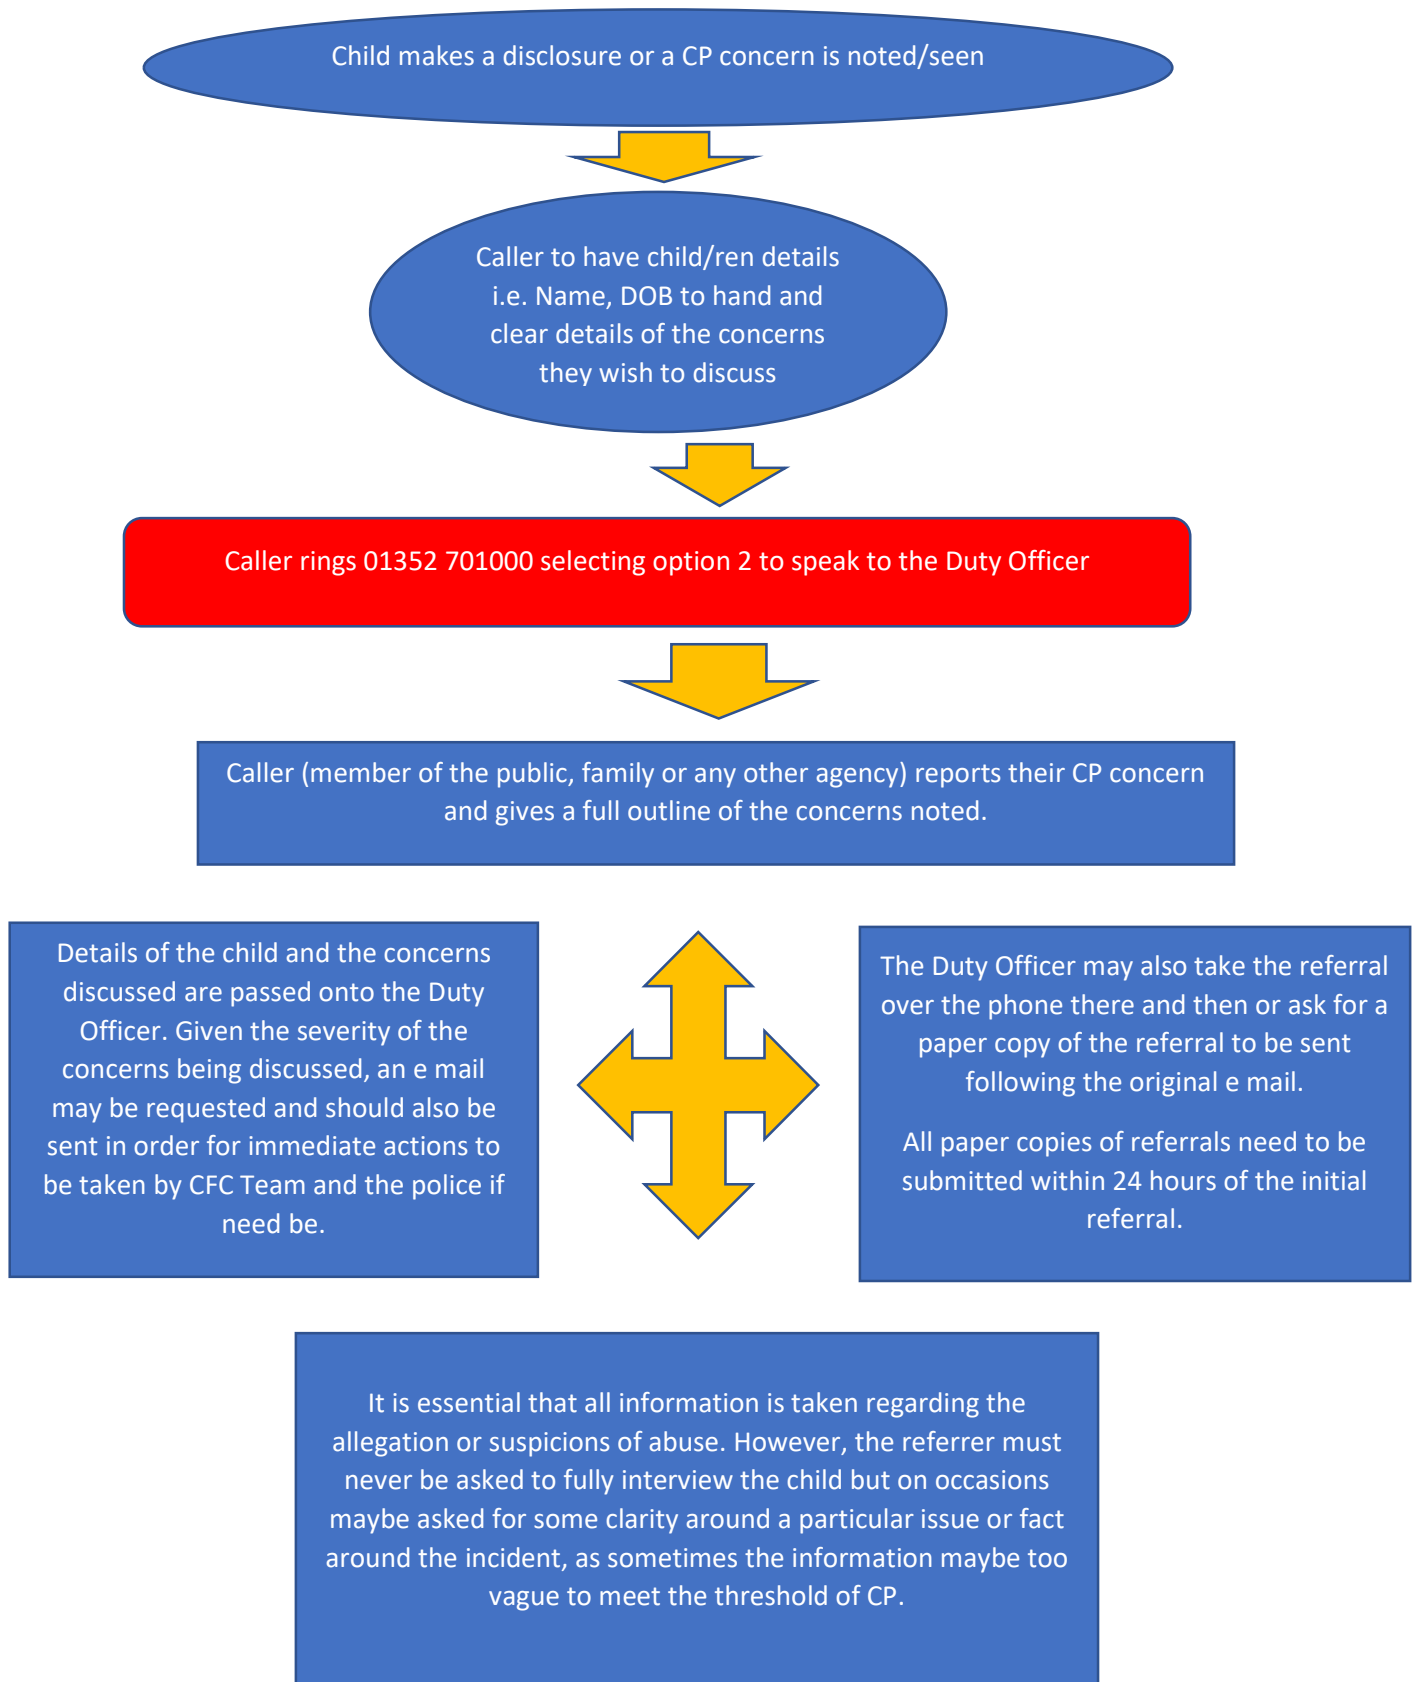 Child makes a disclosure or a CP concern is noted/seen
Caller to have child/ren details
i.e. Name, DOB to hand and
clear details of the concerns
they wish to discuss
Caller rings 01352 701000 selecting option 2 to speak to the Duty Officer
Caller (member of the public, family or any other agency) reports their CP concern
and gives a full outline of the concerns noted.
Details of the child and the concerns
discussed are passed onto the Duty
Officer. Given the severity of the
concerns being discussed, an e mail
may be requested and should also be
sent in order for immediate actions to
be taken by CFC Team and the police if
need be.
The Duty Officer may also take the referral
over the phone there and then or ask for a
paper copy of the referral to be sent
following the original e mail.
All paper copies of referrals need to be
submitted within 24 hours of the initial
referral.
It is essential that all information is taken regarding the
allegation or suspicions of abuse. However, the referrer must
never be asked to fully interview the child but on occasions
maybe asked for some clarity around a particular issue or fact
around the incident, as sometimes the information maybe too
vague to meet the threshold of CP.